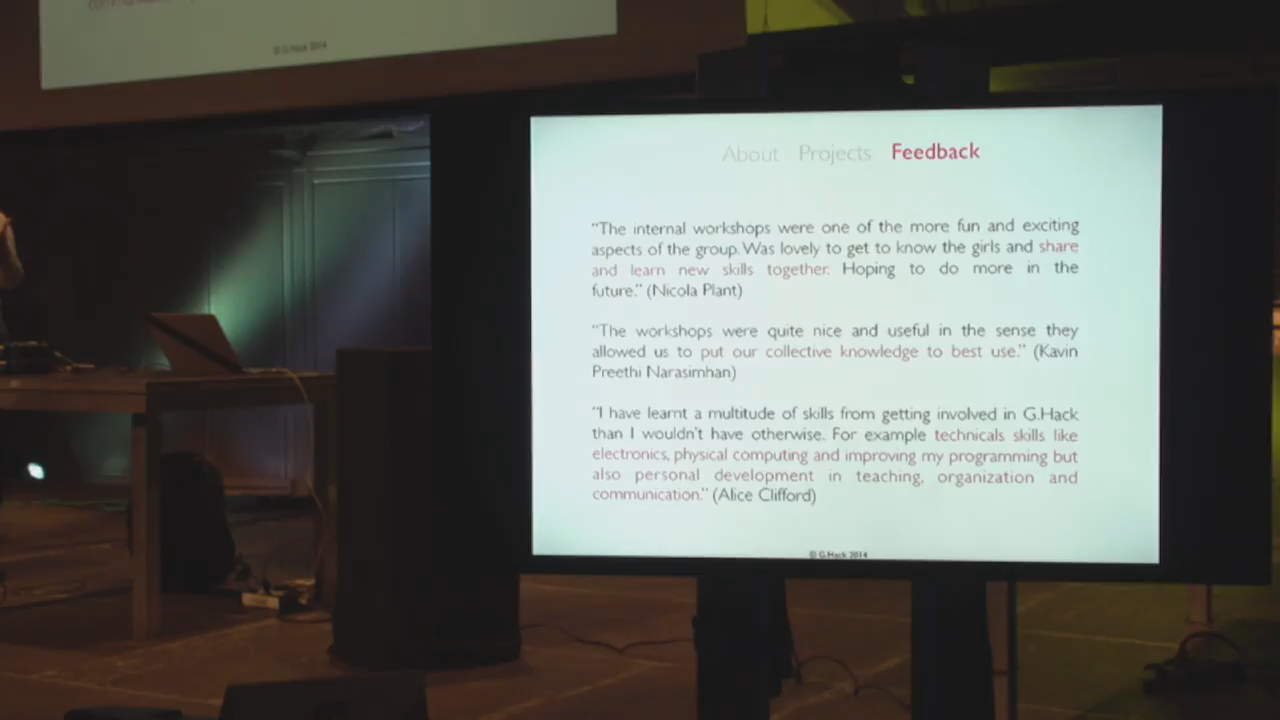 © G.Hack 2014
About Projects Feedback
"The internal workshops were one of the more fun and exciting
aspects of the group. Was lovely to get to know the girls and share
and learn new skills together. Hoping to do more in the
future." (Nicola Plant)
"The workshops were quite nice and useful in the sense they
allowed us to put our collective knowledge to best use." (Kavin
Preethi Narasimhan)
"I have learnt a multitude of skills from getting involved in G.Hack
than I wouldn't have otherwise. For example technicals skills like
electronics, physical computing and improving my programming but
also personal development in teaching, organization and
communication." (Alice Clifford)
© G.Hack 2014